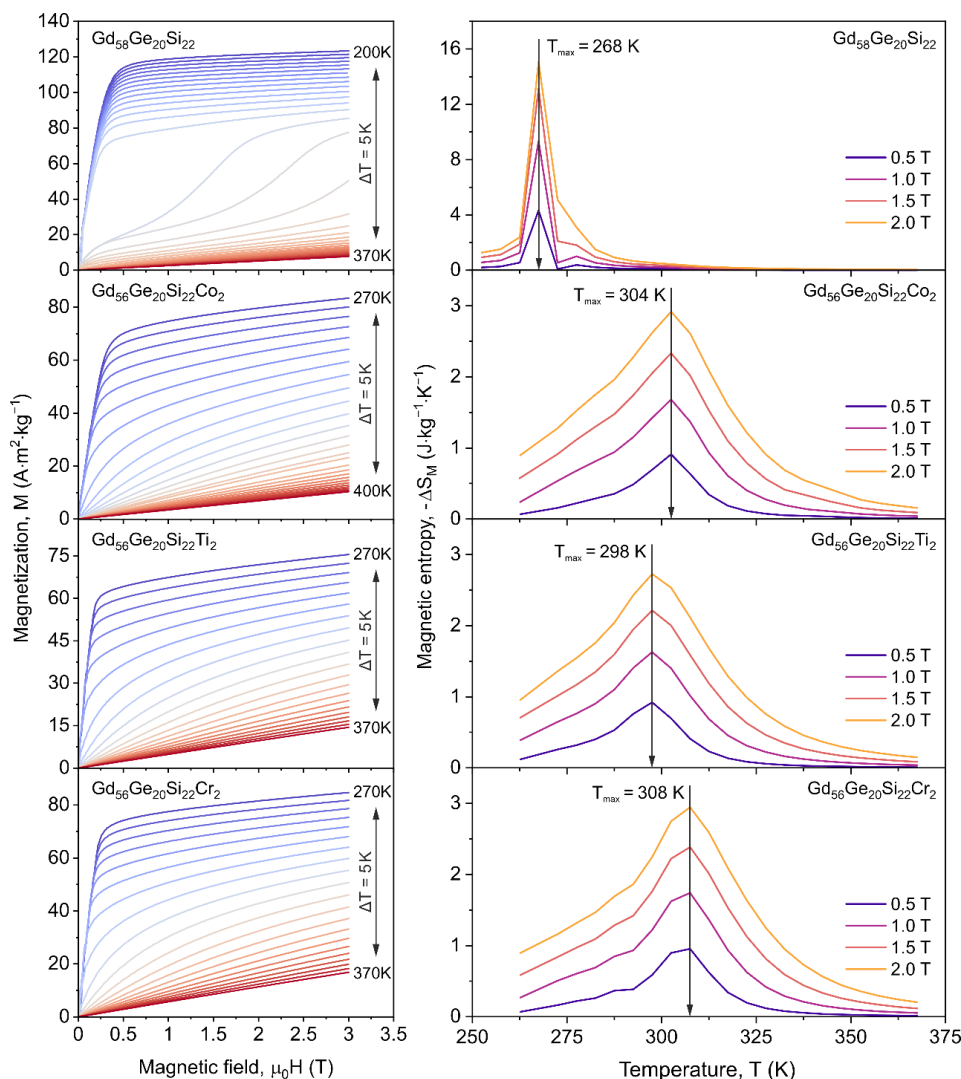 Magnetization, M (A·m²·kg⁻¹)
Gd₅₈Ge₂₀Si₂₂
140
120
100
80
60
40
20
0
200K
ΔT = 5K
370K
Gd₅₆Ge₂₀Si₂₂Co₂
80
60
40
20
0
270K
ΔT = 5K
400K
Gd₅₆Ge₂₀Si₂₂Ti₂
75
60
45
30
15
0
270K
ΔT = 5K
370K
Gd₅₆Ge₂₀Si₂₂Cr₂
80
60
40
20
0
270K
ΔT = 5K
370K
0.0 0.5 1.0 1.5 2.0 2.5 3.0 3.5
Magnetic field, μ₀H (T)
Magnetic entropy, -ΔS_M (J·kg⁻¹·K⁻¹)
16
12
8
4
0
T_max = 268 K
Gd₅₈Ge₂₀Si₂₂
0.5 T
1.0 T
1.5 T
2.0 T
3
2
1
0
T_max = 304 K
Gd₅₆Ge₂₀Si₂₂Co₂
0.5 T
1.0 T
1.5 T
2.0 T
3
2
1
0
T_max = 298 K
Gd₅₆Ge₂₀Si₂₂Ti₂
0.5 T
1.0 T
1.5 T
2.0 T
3
2
1
0
T_max = 308 K
Gd₅₆Ge₂₀Si₂₂Cr₂
0.5 T
1.0 T
1.5 T
2.0 T
250 275 300 325 350 375
Temperature, T (K)